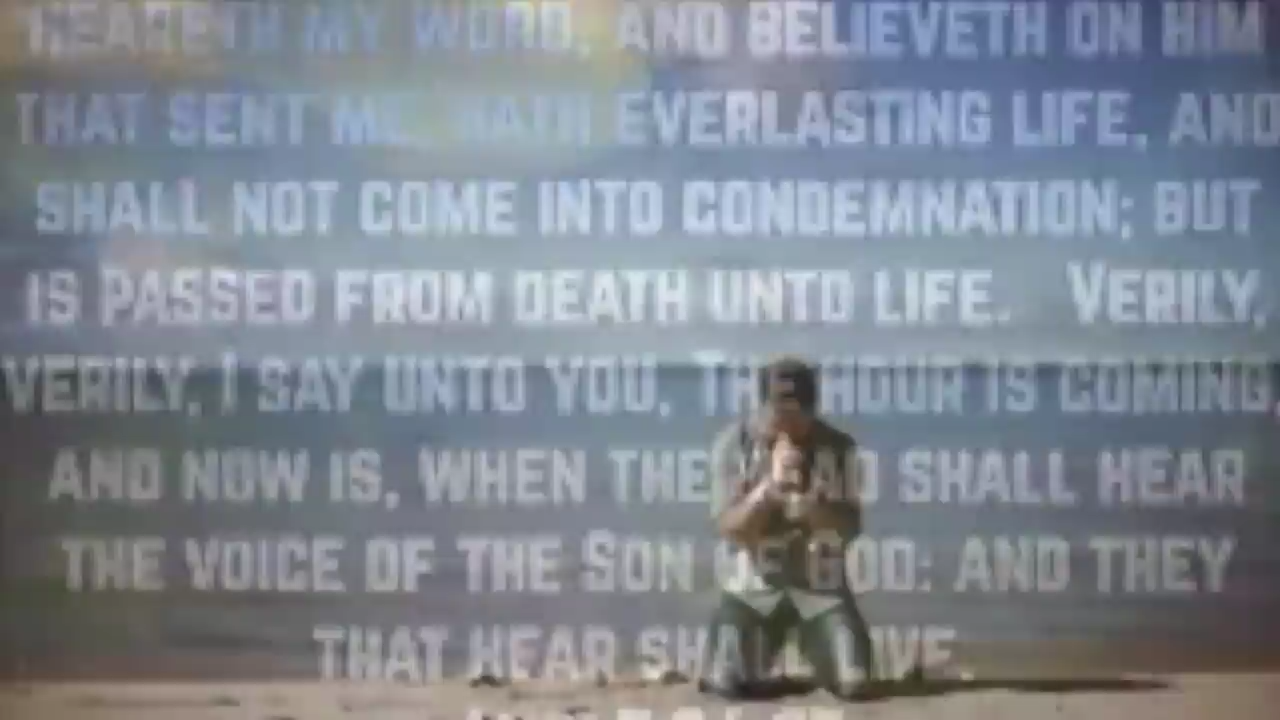 HEARETH MY WORD, AND BELIEVETH ON HIM
THAT SENT ME, HATH EVERLASTING LIFE, AND
SHALL NOT COME INTO CONDEMNATION; BUT
IS PASSED FROM DEATH UNTO LIFE. VERILY,
VERILY, I SAY UNTO YOU, THE HOUR IS COMING,
AND NOW IS, WHEN THE DEAD SHALL HEAR
THE VOICE OF THE SON OF GOD: AND THEY
THAT HEAR SHALL LIVE.